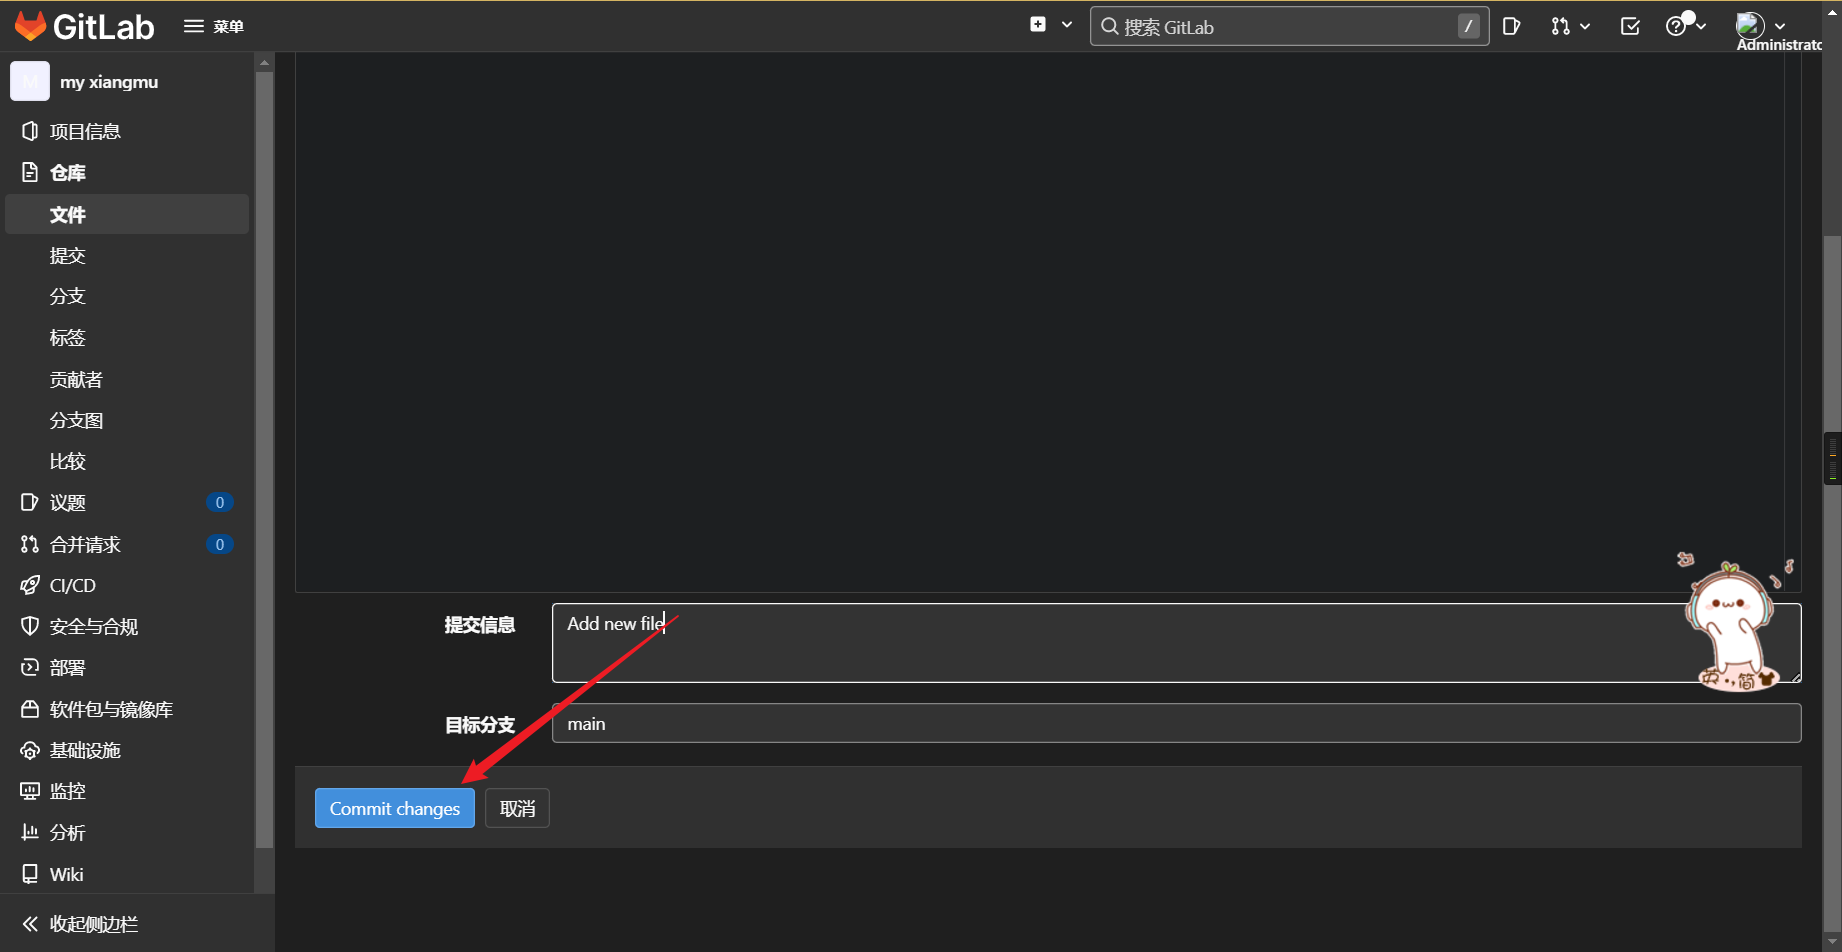 GitLab
菜单
搜索 GitLab
/
Administrato
M
my xiangmu
项目信息
仓库
文件
提交
分支
标签
贡献者
分支图
比较
议题 0
合并请求 0
CI/CD
安全与合规
部署
软件包与镜像库
基础设施
监控
分析
Wiki
收起侧边栏
提交信息
Add new file
目标分支
main
Commit changes
取消
英 简